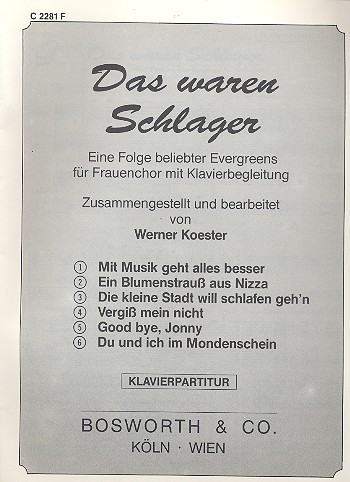 C 2281 F
Das waren
Schlager
Eine Folge beliebter Evergreens
für Frauenchor mit Klavierbegleitung
Zusammengestellt und bearbeitet
von
Werner Koester
① Mit Musik geht alles besser
② Ein Blumenstrauß aus Nizza
③ Die kleine Stadt will schlafen geh'n
④ Vergiß mein nicht
⑤ Good bye, Jonny
⑥ Du und ich im Mondenschein
KLAVIERPARTITUR
BOSWORTH & CO.
KÖLN · WIEN